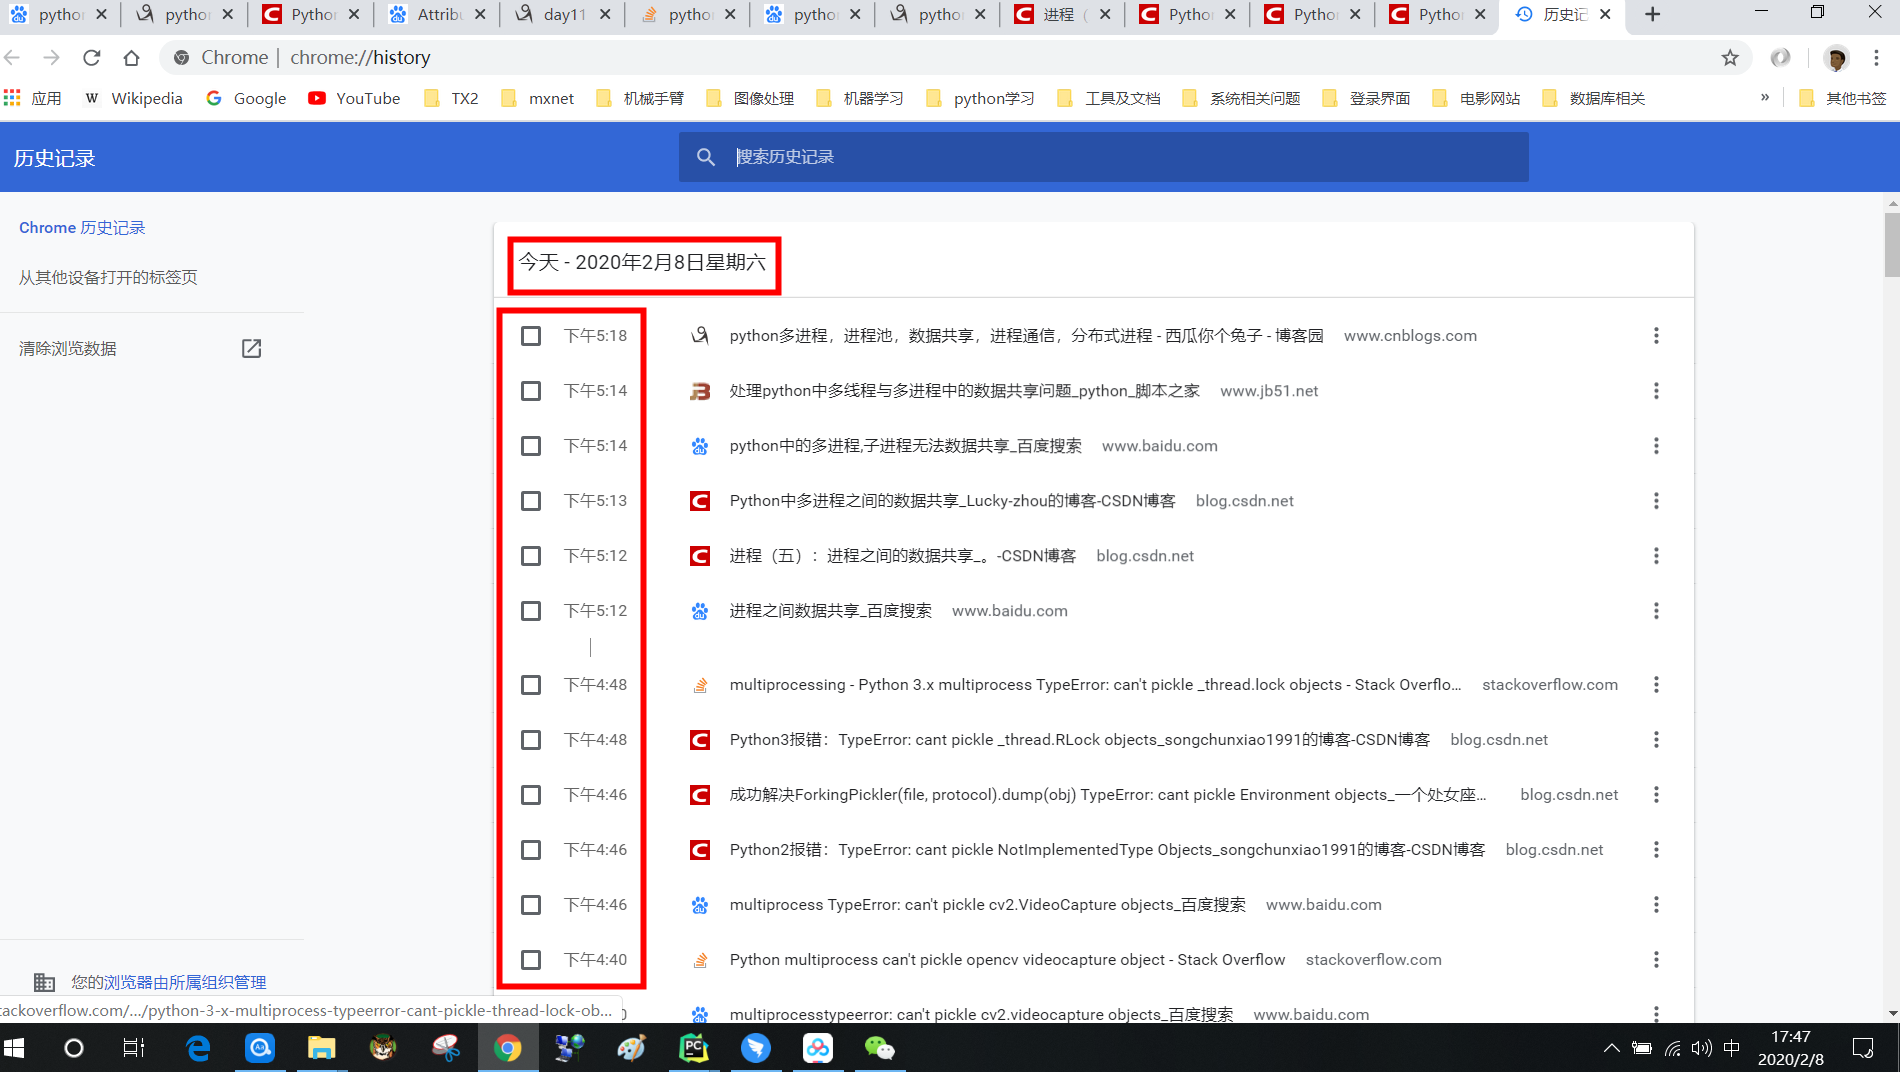 pytho
pytho
Pytho
Attrib
day11
pytho
pytho
pytho
进程（
Pytho
Pytho
Pytho
历史记
Chrome | chrome://history
应用 W Wikipedia Google YouTube TX2 mxnet 机械手臂 图像处理 机器学习 python学习 工具及文档 系统相关问题 登录界面 电影网站 数据库相关 » 其他书签
历史记录
搜索历史记录
Chrome 历史记录
从其他设备打开的标签页
清除浏览数据
今天 - 2020年2月8日星期六
下午5:18 python多进程，进程池，数据共享，进程通信，分布式进程 - 西瓜你个兔子 - 博客园 www.cnblogs.com
下午5:14 处理python中多线程与多进程中的数据共享问题_python_脚本之家 www.jb51.net
下午5:14 python中的多进程,子进程无法数据共享_百度搜索 www.baidu.com
下午5:13 Python中多进程之间的数据共享_Lucky-zhou的博客-CSDN博客 blog.csdn.net
下午5:12 进程（五）：进程之间的数据共享_。-CSDN博客 blog.csdn.net
下午5:12 进程之间数据共享_百度搜索 www.baidu.com
下午4:48 multiprocessing - Python 3.x multiprocess TypeError: can't pickle _thread.lock objects - Stack Overflo... stackoverflow.com
下午4:48 Python3报错：TypeError: cant pickle _thread.RLock objects_songchunxiao1991的博客-CSDN博客 blog.csdn.net
下午4:46 成功解决ForkingPickler(file, protocol).dump(obj) TypeError: cant pickle Environment objects_一个处女座... blog.csdn.net
下午4:46 Python2报错：TypeError: cant pickle NotImplementedType Objects_songchunxiao1991的博客-CSDN博客 blog.csdn.net
下午4:46 multiprocess TypeError: can't pickle cv2.VideoCapture objects_百度搜索 www.baidu.com
下午4:40 Python multiprocess can't pickle opencv videocapture object - Stack Overflow stackoverflow.com
multiprocesstypeerror: can't pickle cv2.videocapture objects_百度搜索 www.baidu.com
您的浏览器由所属组织管理
tackoverflow.com/.../python-3-x-multiprocess-typeerror-cant-pickle-thread-lock-ob...
中
17:47
2020/2/8